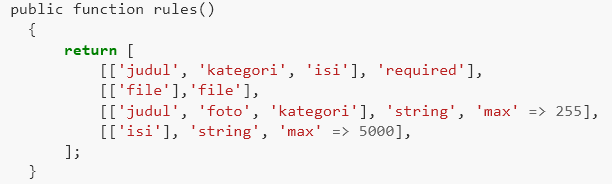 public function rules()
  {
      return [
          [['judul', 'kategori', 'isi'], 'required'],
          [['file'],'file'],
          [['judul', 'foto', 'kategori'], 'string', 'max' => 255],
          [['isi'], 'string', 'max' => 5000],
      ];
  }